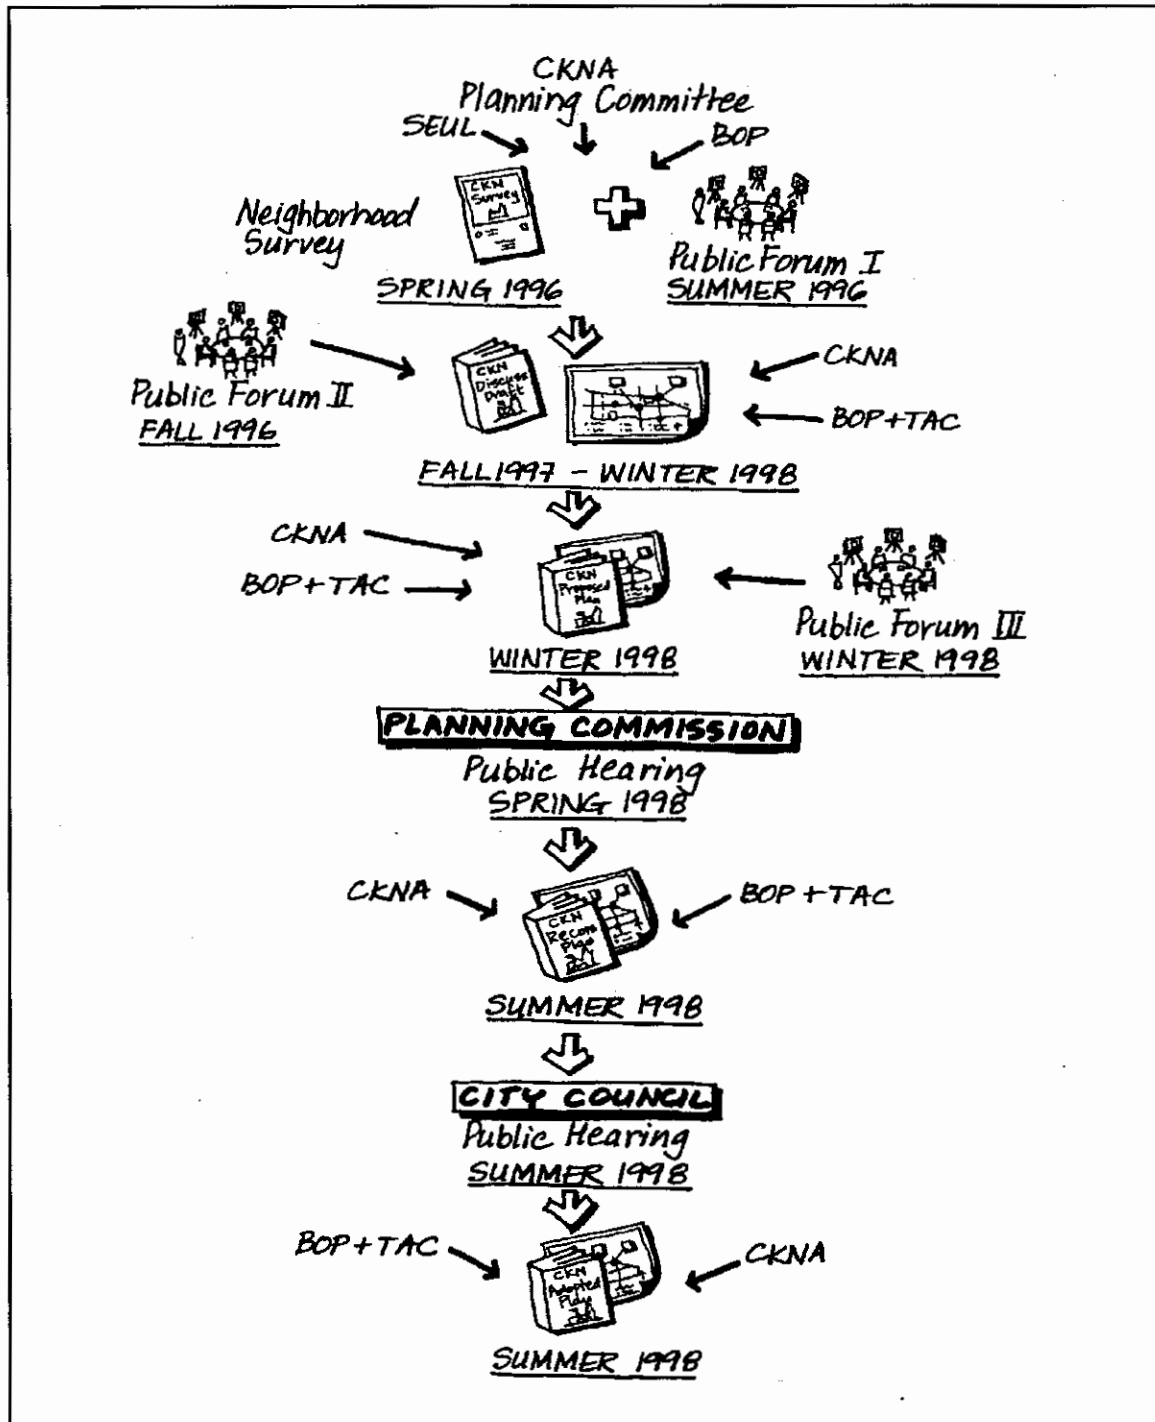 CKNA
Planning Committee
SEUL
BOP
CKN
Survey
Neighborhood
Survey
Public Forum I
SPRING 1996
SUMMER 1996
CKN
Discuss
Draft
CKNA
Public Forum II
FALL 1996
BOP+TAC
FALL 1997 - WINTER 1998
CKNA
BOP+TAC
CKN
Proposed
Plan
Public Forum III
WINTER 1998
WINTER 1998
PLANNING COMMISSION
Public Hearing
SPRING 1998
CKNA
BOP+TAC
CKN
Recom
Plan
SUMMER 1998
CITY COUNCIL
Public Hearing
SUMMER 1998
BOP+TAC
CKNA
CKN
Adopted
Plan
SUMMER 1998